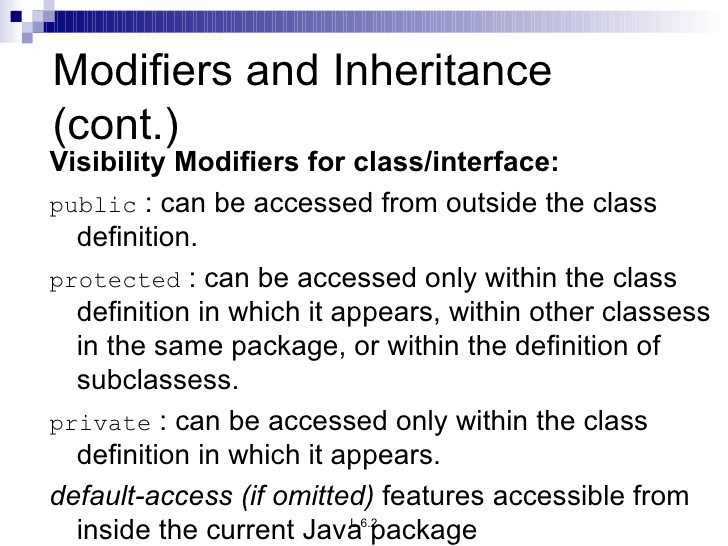 Modifiers and Inheritance
(cont.)
Visibility Modifiers for class/interface:
public : can be accessed from outside the class
definition.
protected : can be accessed only within the class
definition in which it appears, within other classess
in the same package, or within the definition of
subclassess.
private : can be accessed only within the class
definition in which it appears.
default-access (if omitted) features accessible from
inside the current Java package